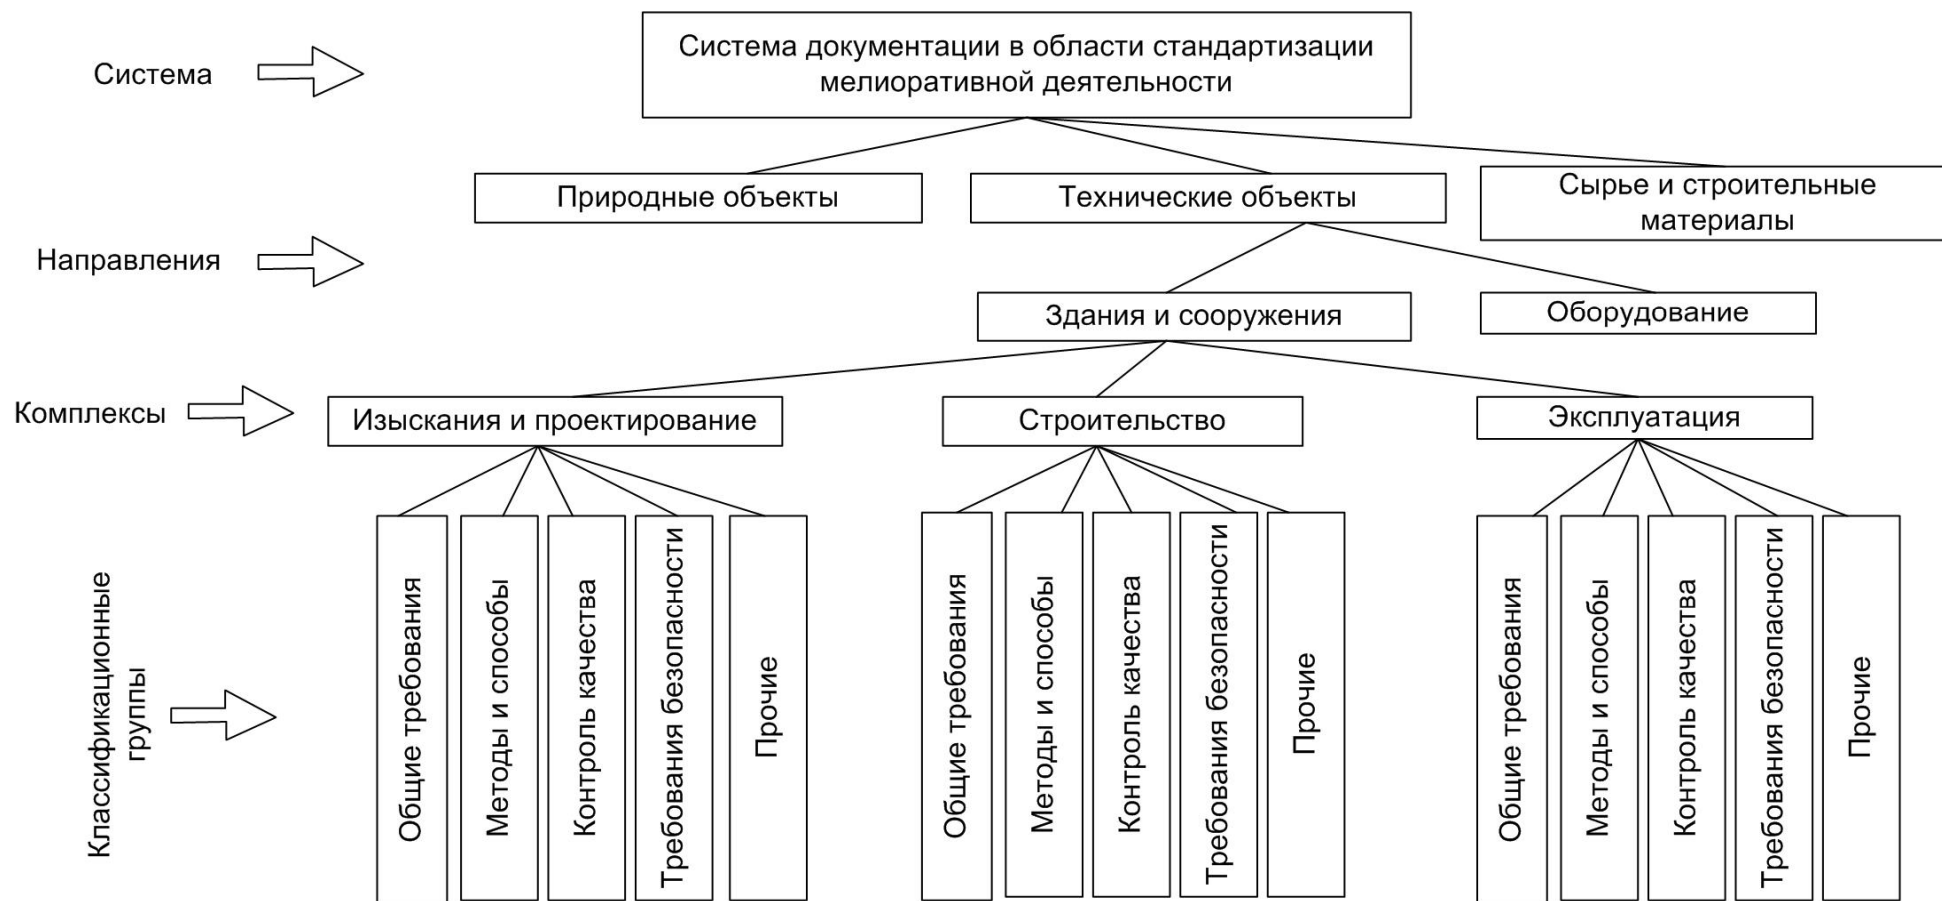 Система
Система документации в области стандартизации
мелиоративной деятельности
Природные объекты
Технические объекты
Сырье и строительные
материалы
Направления
Здания и сооружения
Оборудование
Комплексы
Изыскания и проектирование
Строительство
Эксплуатация
Классификационные
группы
Общие требования
Методы и способы
Контроль качества
Требования безопасности
Прочие
Общие требования
Методы и способы
Контроль качества
Требования безопасности
Прочие
Общие требования
Методы и способы
Контроль качества
Требования безопасности
Прочие